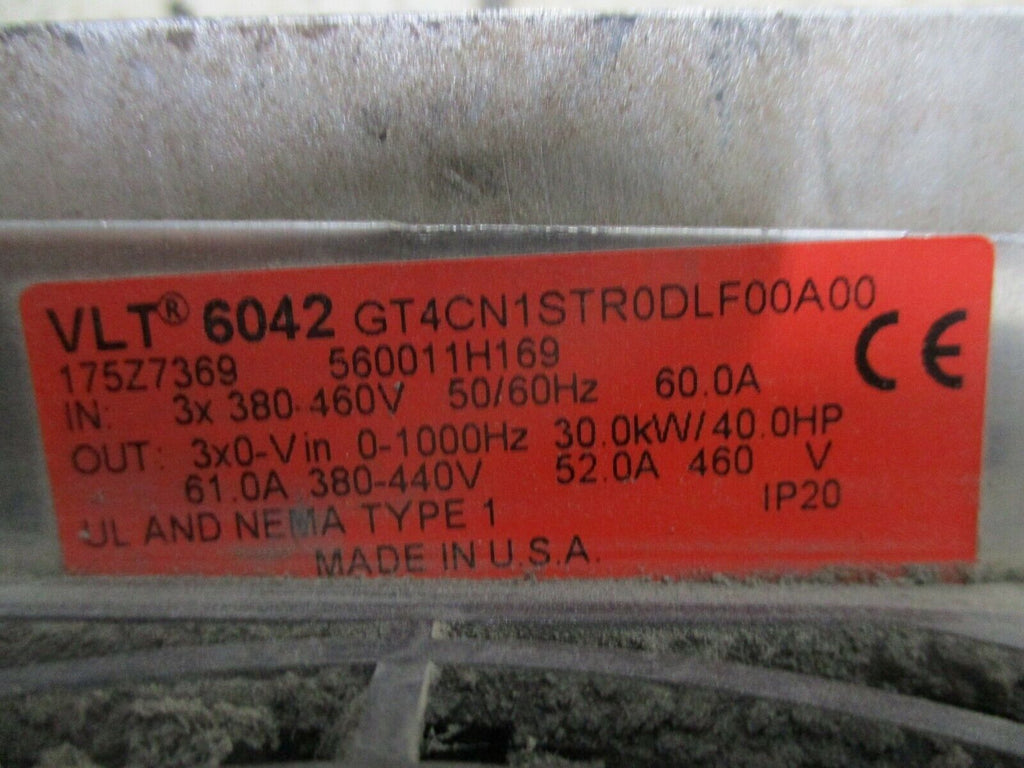 VLT® 6042 GT4CN1STR0DLF00A00
175Z7369 560011H169 CE
IN: 3x 380-460V 50/60Hz 60.0A
OUT: 3x0-Vin 0-1000Hz 30.0kW/40.0HP
61.0A 380-440V 52.0A 460 V
UL AND NEMA TYPE 1 IP20
MADE IN U.S.A.